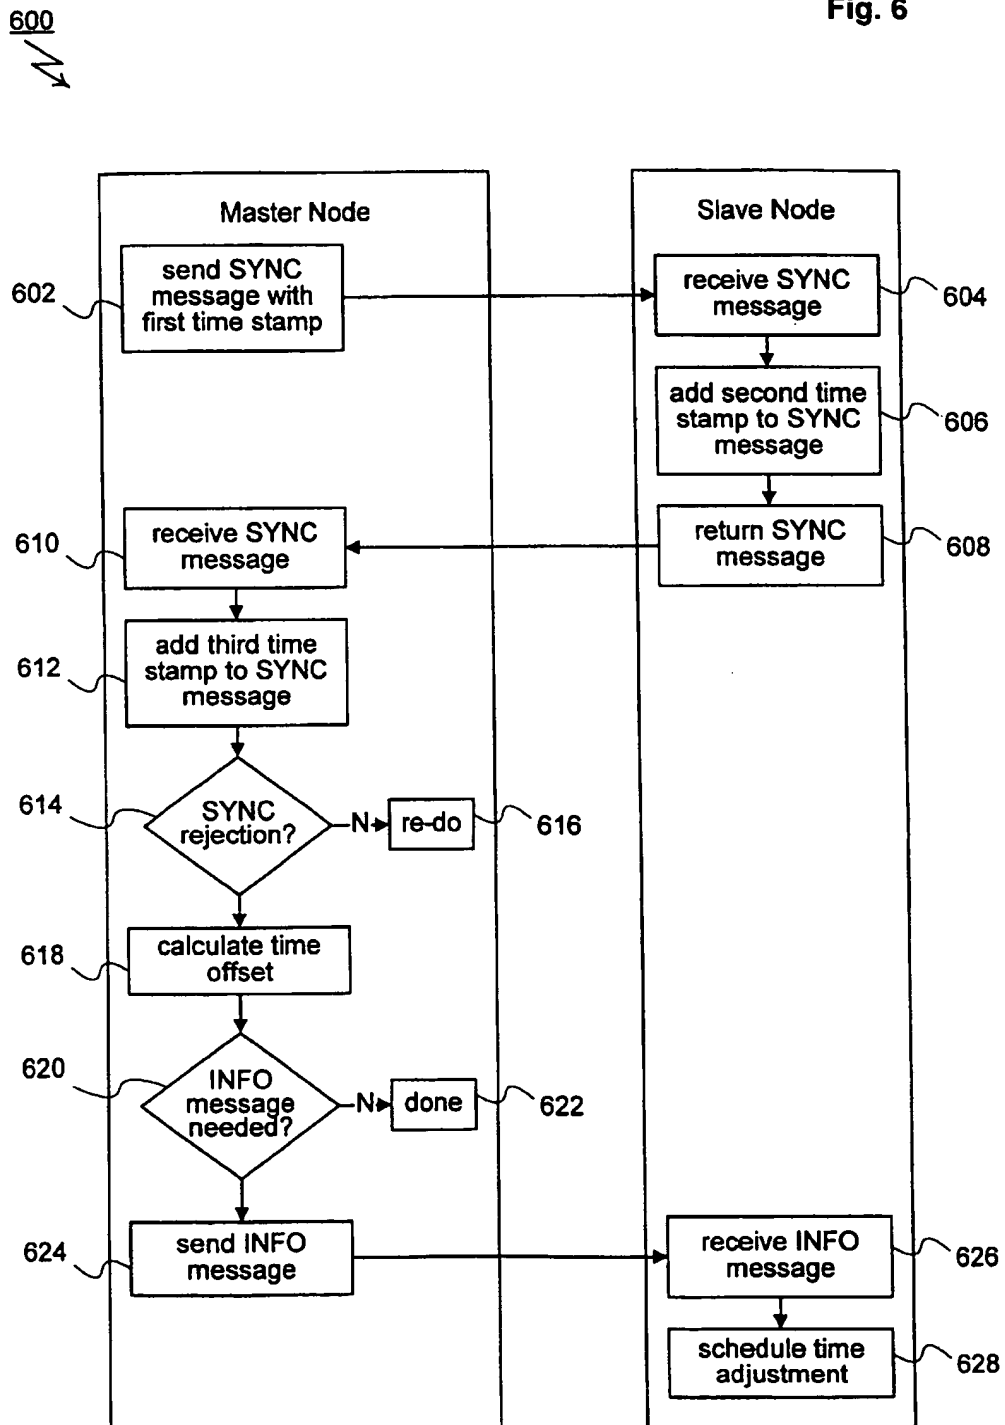 600
Fig. 6
Master Node
Slave Node
send SYNC
message with
first time stamp
602
receive SYNC
message
604
add second time
stamp to SYNC
message
606
receive SYNC
message
610
return SYNC
message
608
add third time
stamp to SYNC
message
612
SYNC
rejection?
614
N
re-do
616
calculate time
offset
618
INFO
message
needed?
620
N
done
622
send INFO
message
624
receive INFO
message
626
schedule time
adjustment
628